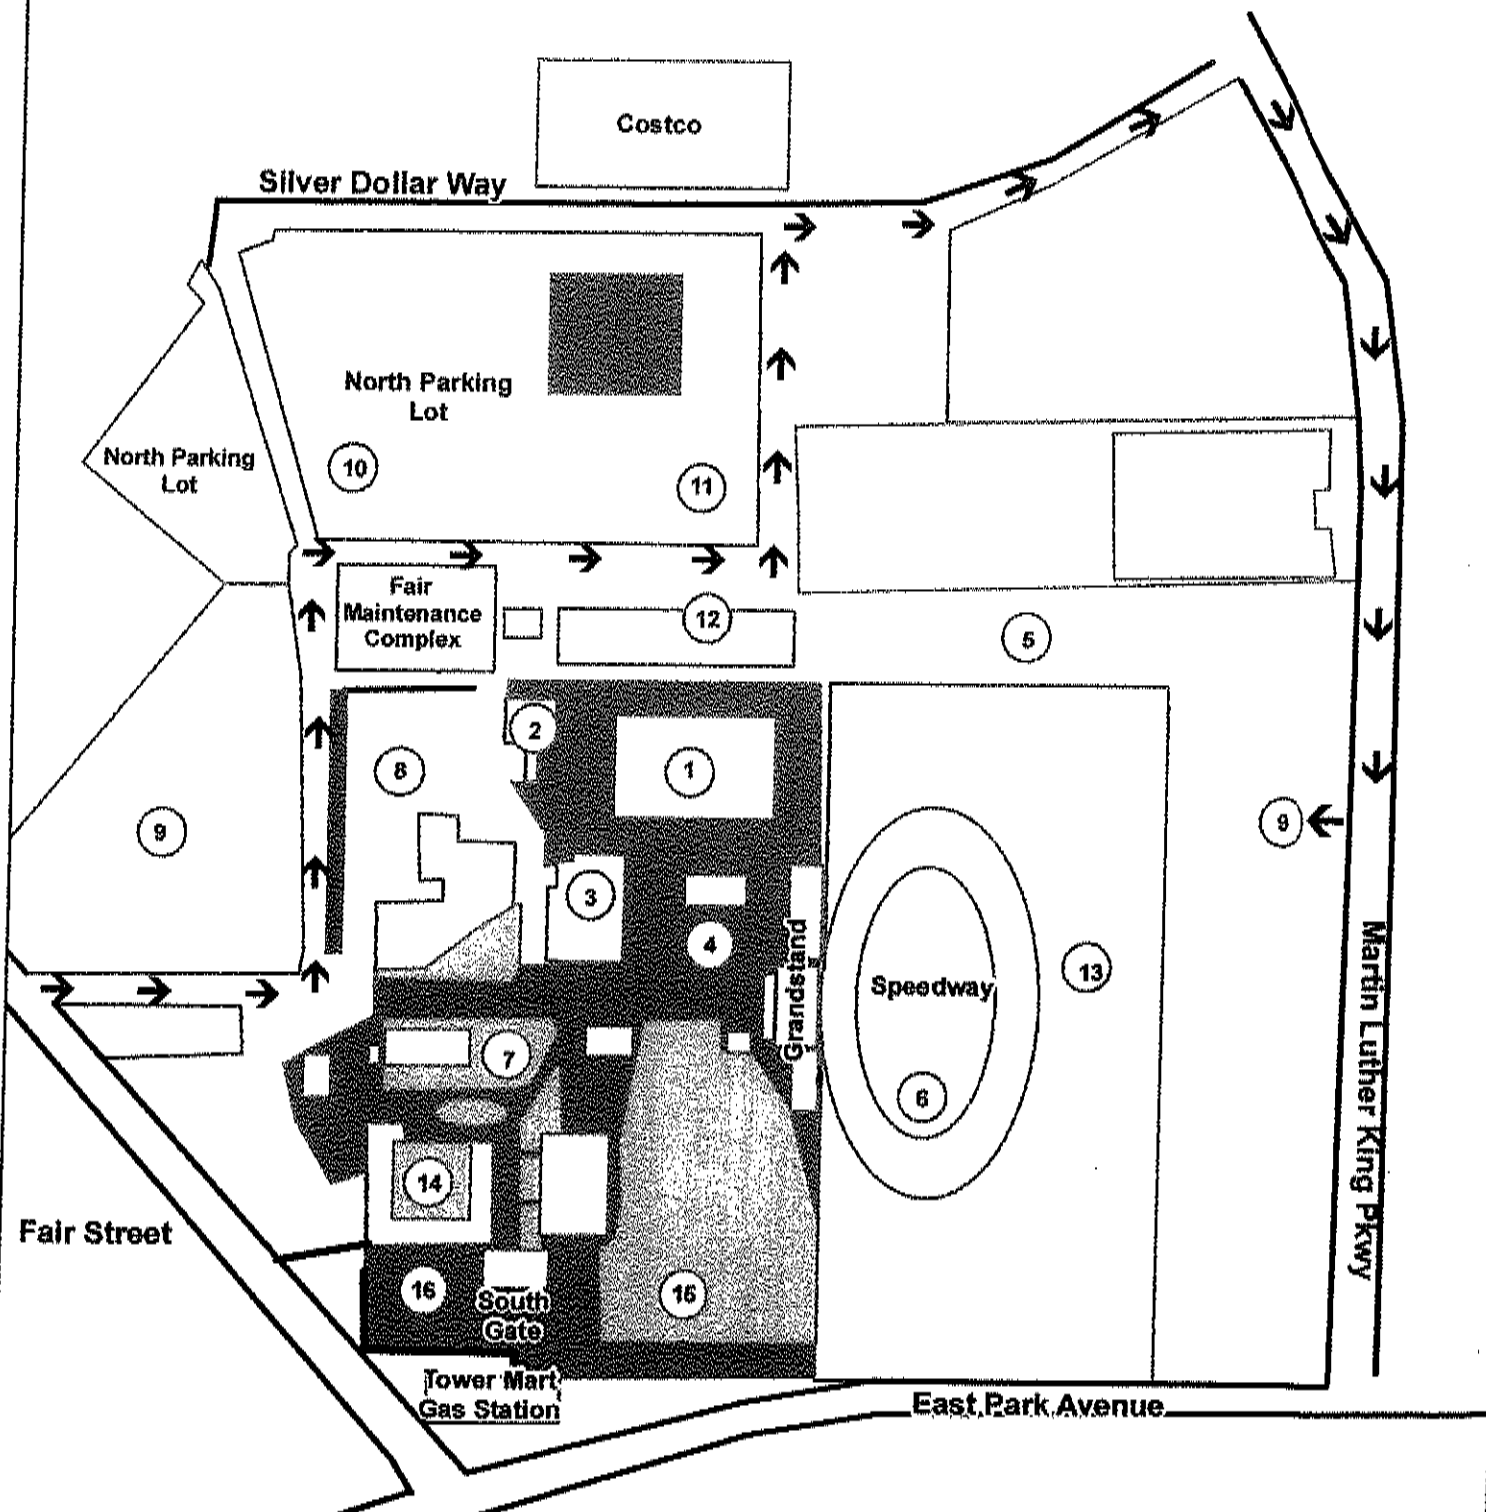 Costco
Silver Dollar Way
North Parking
Lot
North Parking
Lot
10
11
Fair
Maintenance
Complex
12
5
2
1
8
9
9
3
4
Grandstand
Speedway
13
7
6
14
Martin Luther King Pkwy
Fair Street
16
15
South
Gate
Tower Mart
Gas Station
East Park Avenue